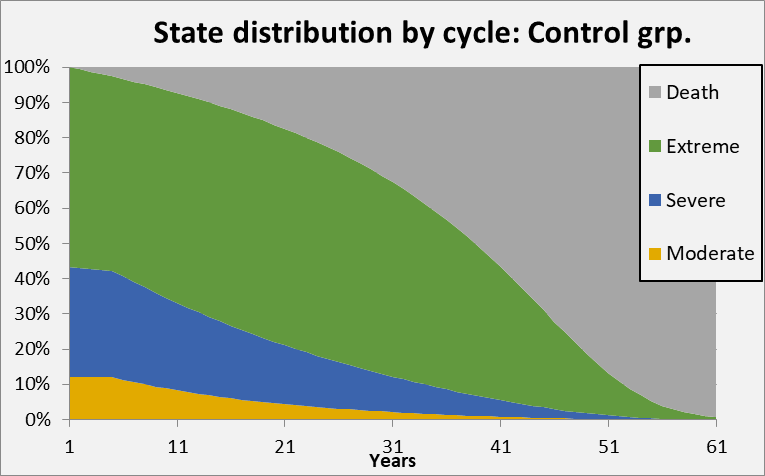 State distribution by cycle: Control grp.
100%
90%
80%
70%
60%
50%
40%
30%
20%
10%
0%
Death
Extreme
Severe
Moderate
1 11 21 31 41 51 61
Years